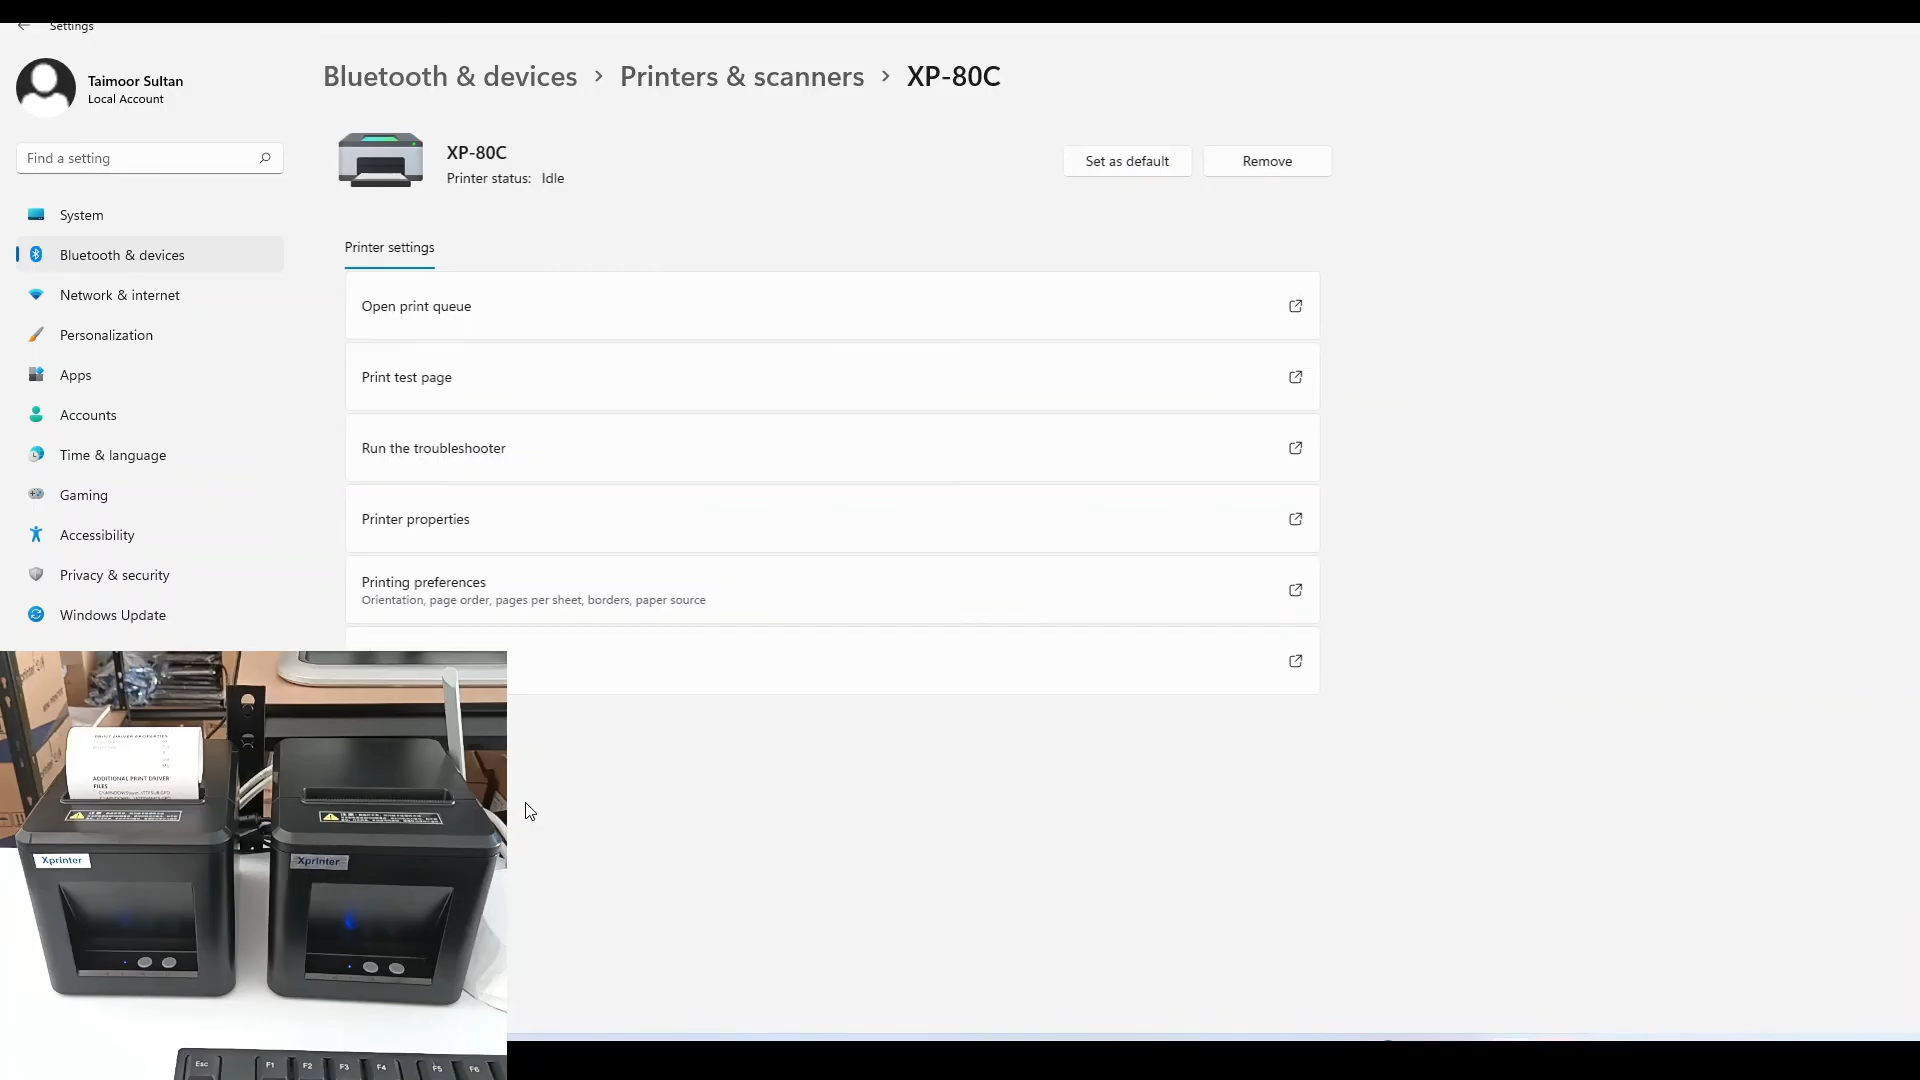 Settings
Taimoor Sultan
Local Account
Find a setting
System
Bluetooth & devices
Network & internet
Personalization
Apps
Accounts
Time & language
Gaming
Accessibility
Privacy & security
Windows Update
Bluetooth & devices › Printers & scanners › XP-80C
XP-80C
Printer status: Idle
Set as default
Remove
Printer settings
Open print queue
Print test page
Run the troubleshooter
Printer properties
Printing preferences
Orientation, page order, pages per sheet, borders, paper source
PRINT DRIVER PROPERTIES
ADDITIONAL PRINT DRIVER
FILES
Xprinter
Xprinter
Esc F1 F2 F3 F4 F5 F6